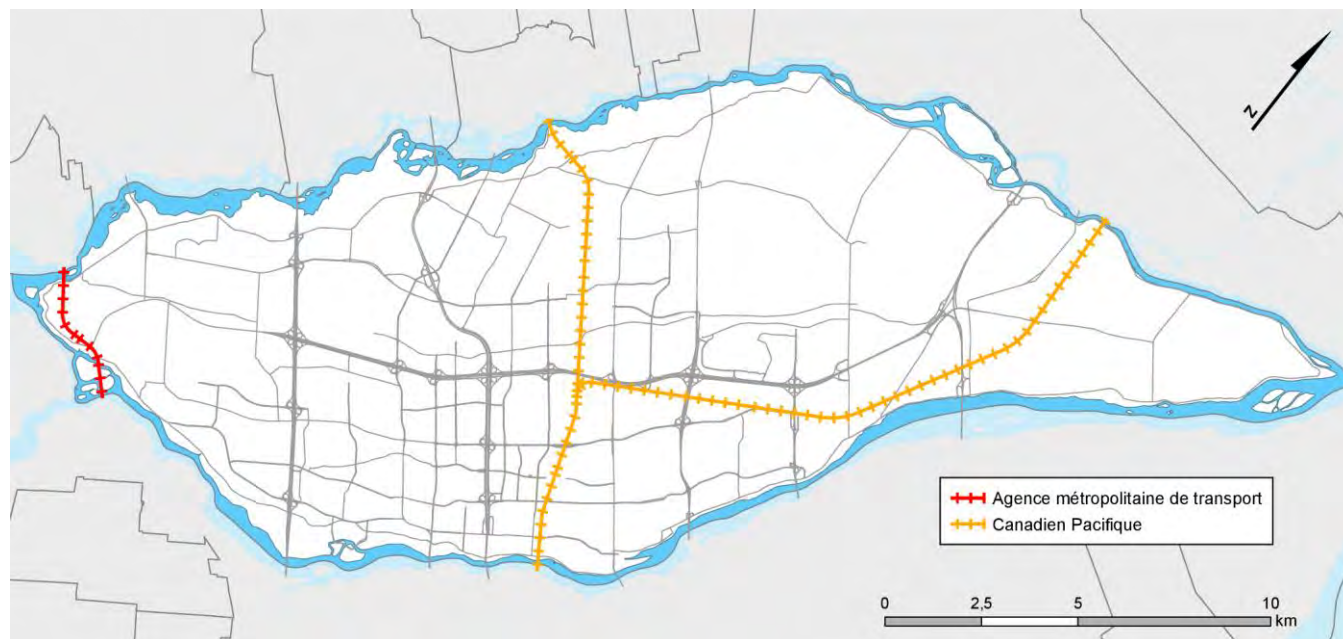 N
Agence métropolitaine de transport
Canadien Pacifique
0 2,5 5 10
km